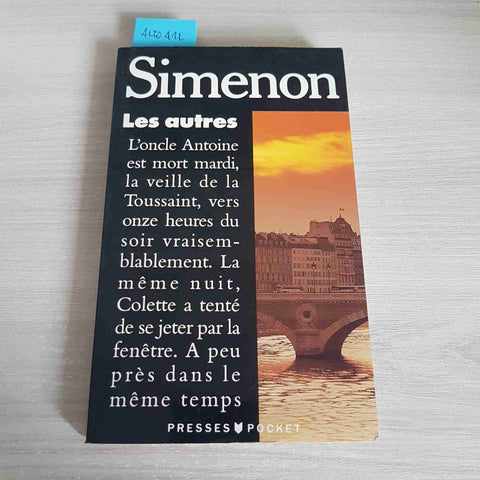 Simenon
Les autres
L'oncle Antoine
est mort mardi,
la veille de la
Toussaint, vers
onze heures du
soir vraisem-
blablement. La
même nuit,
Colette a tenté
de se jeter par la
fenêtre. A peu
près dans le
même temps
PRESSES POCKET